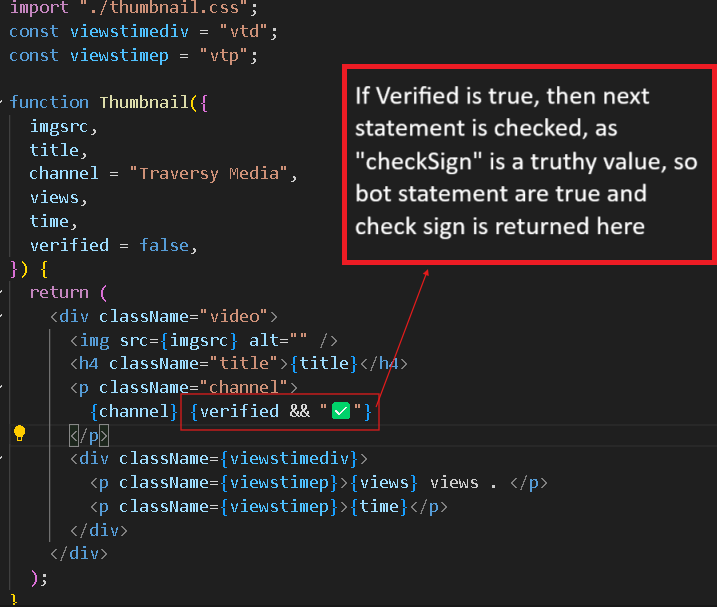 import "./thumbnail.css";
const viewstimediv = "vtd";
const viewstimep = "vtp";
function Thumbnail({
imgsrc,
title,
channel = "Traversy Media",
views,
time,
verified = false,
}) {
return (
<div className="video">
<img src={imgsrc} alt="" />
<h4 className="title">{title}</h4>
<p className="channel">
{channel} {verified && "✅"}
</p>
<div className={viewstimediv}>
<p className={viewstimep}>{views} views . </p>
<p className={viewstimep}>{time}</p>
</div>
</div>
);
}
If Verified is true, then next
statement is checked, as
"checkSign" is a truthy value, so
bot statement are true and
check sign is returned here